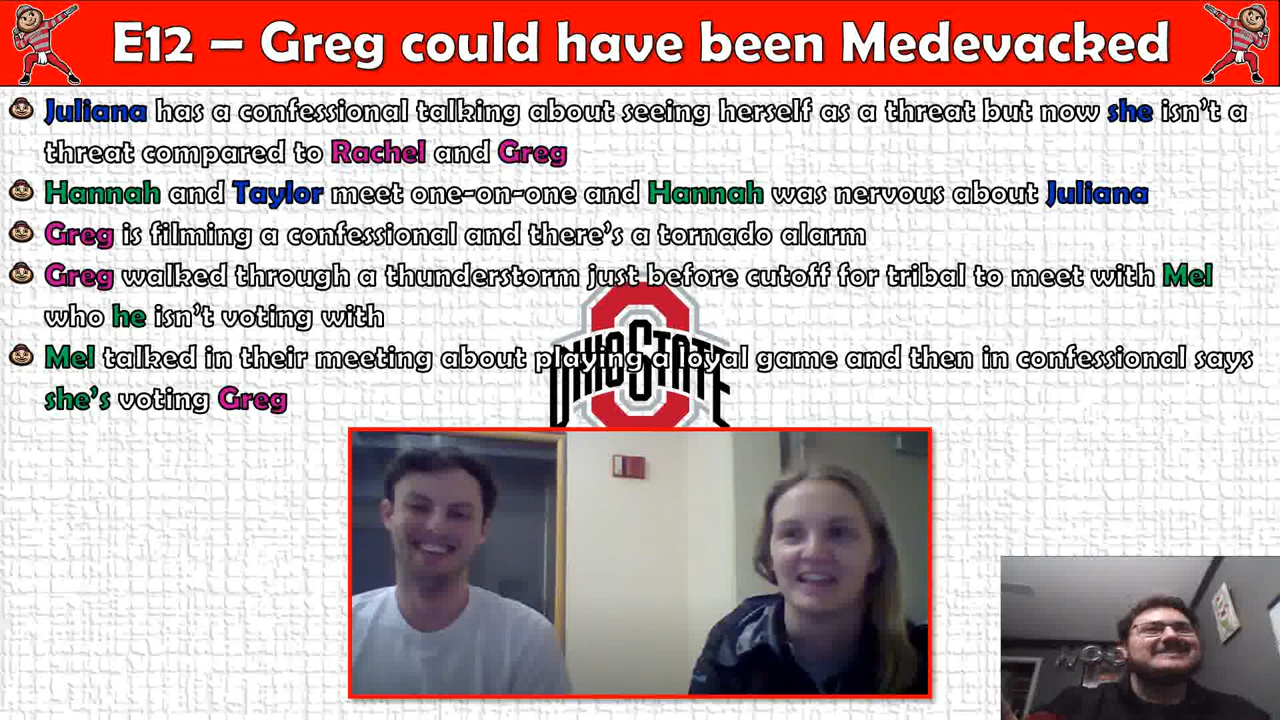 E12 – Greg could have been Medevacked
Juliana has a confessional talking about seeing herself as a threat but now she isn't a
threat compared to Rachel and Greg
Hannah and Taylor meet one-on-one and Hannah was nervous about Juliana
Greg is filming a confessional and there's a tornado alarm
Greg walked through a thunderstorm just before cutoff for tribal to meet with Mel
who he isn't voting with
Mel talked in their meeting about playing a loyal game and then in confessional says
she's voting Greg
OHIO STATE